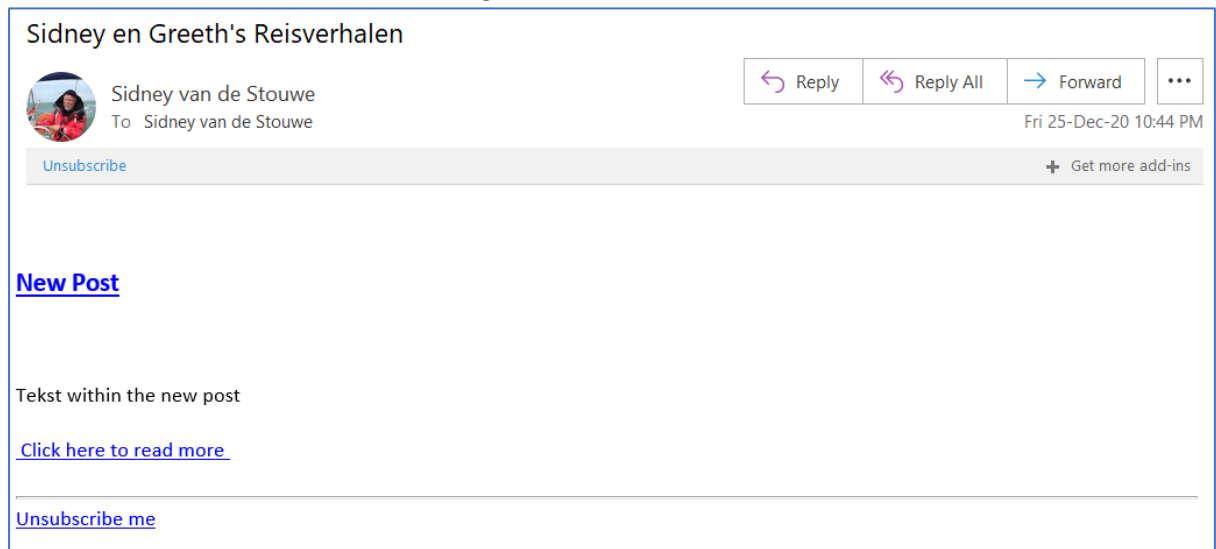 Sidney en Greeth's Reisverhalen
Sidney van de Stouwe
To Sidney van de Stouwe
Reply
Reply All
Forward
Fri 25-Dec-20 10:44 PM
Unsubscribe
Get more add-ins
New Post
Tekst within the new post
Click here to read more
Unsubscribe me